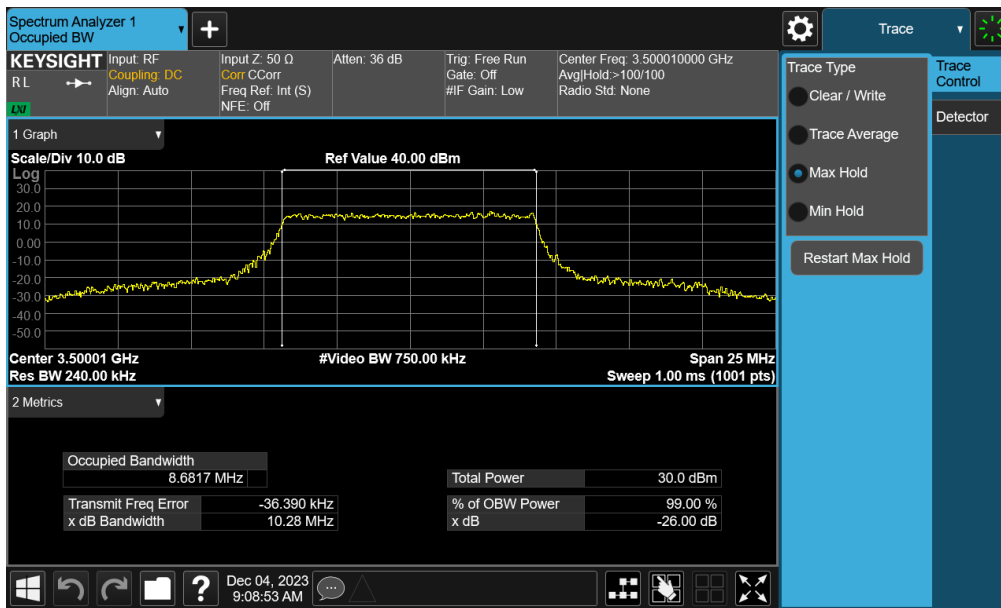 Spectrum Analyzer 1
Occupied BW
+
Trace
KEYSIGHT
R L
LXI
Input: RF
Coupling: DC
Align: Auto
Input Z: 50 Ω
Corr CCorr
Freq Ref: Int (S)
NFE: Off
Atten: 36 dB
Trig: Free Run
Gate: Off
#IF Gain: Low
Center Freq: 3.500010000 GHz
Avg|Hold:>100/100
Radio Std: None
Trace Type
Clear / Write
Trace Average
Max Hold
Min Hold
Restart Max Hold
Trace
Control
Detector
1 Graph
Scale/Div 10.0 dB
Ref Value 40.00 dBm
Log
30.0
20.0
10.0
0.00
-10.0
-20.0
-30.0
-40.0
-50.0
Center 3.50001 GHz
#Video BW 750.00 kHz
Span 25 MHz
Res BW 240.00 kHz
Sweep 1.00 ms (1001 pts)
2 Metrics
Occupied Bandwidth
8.6817 MHz
Total Power 30.0 dBm
Transmit Freq Error -36.390 kHz
% of OBW Power 99.00 %
x dB Bandwidth 10.28 MHz
x dB -26.00 dB
?
Dec 04, 2023
9:08:53 AM